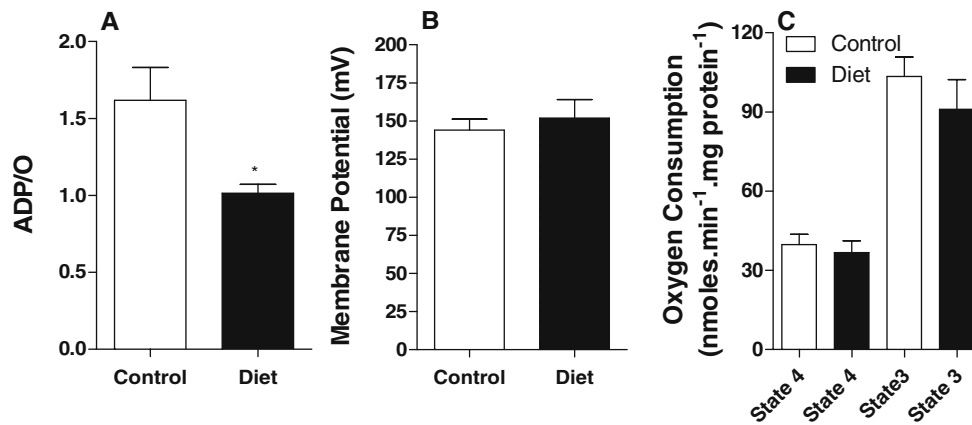 A
ADP/O
2.0
1.5
1.0
0.5
0.0
*
Control Diet
B
Membrane Potential (mV)
200
175
150
125
100
75
50
25
0
Control Diet
C
Oxygen Consumption
(nmoles.min⁻¹.mg protein⁻¹)
120
90
60
30
0
Control
Diet
State 4 State 4 State3 State 3